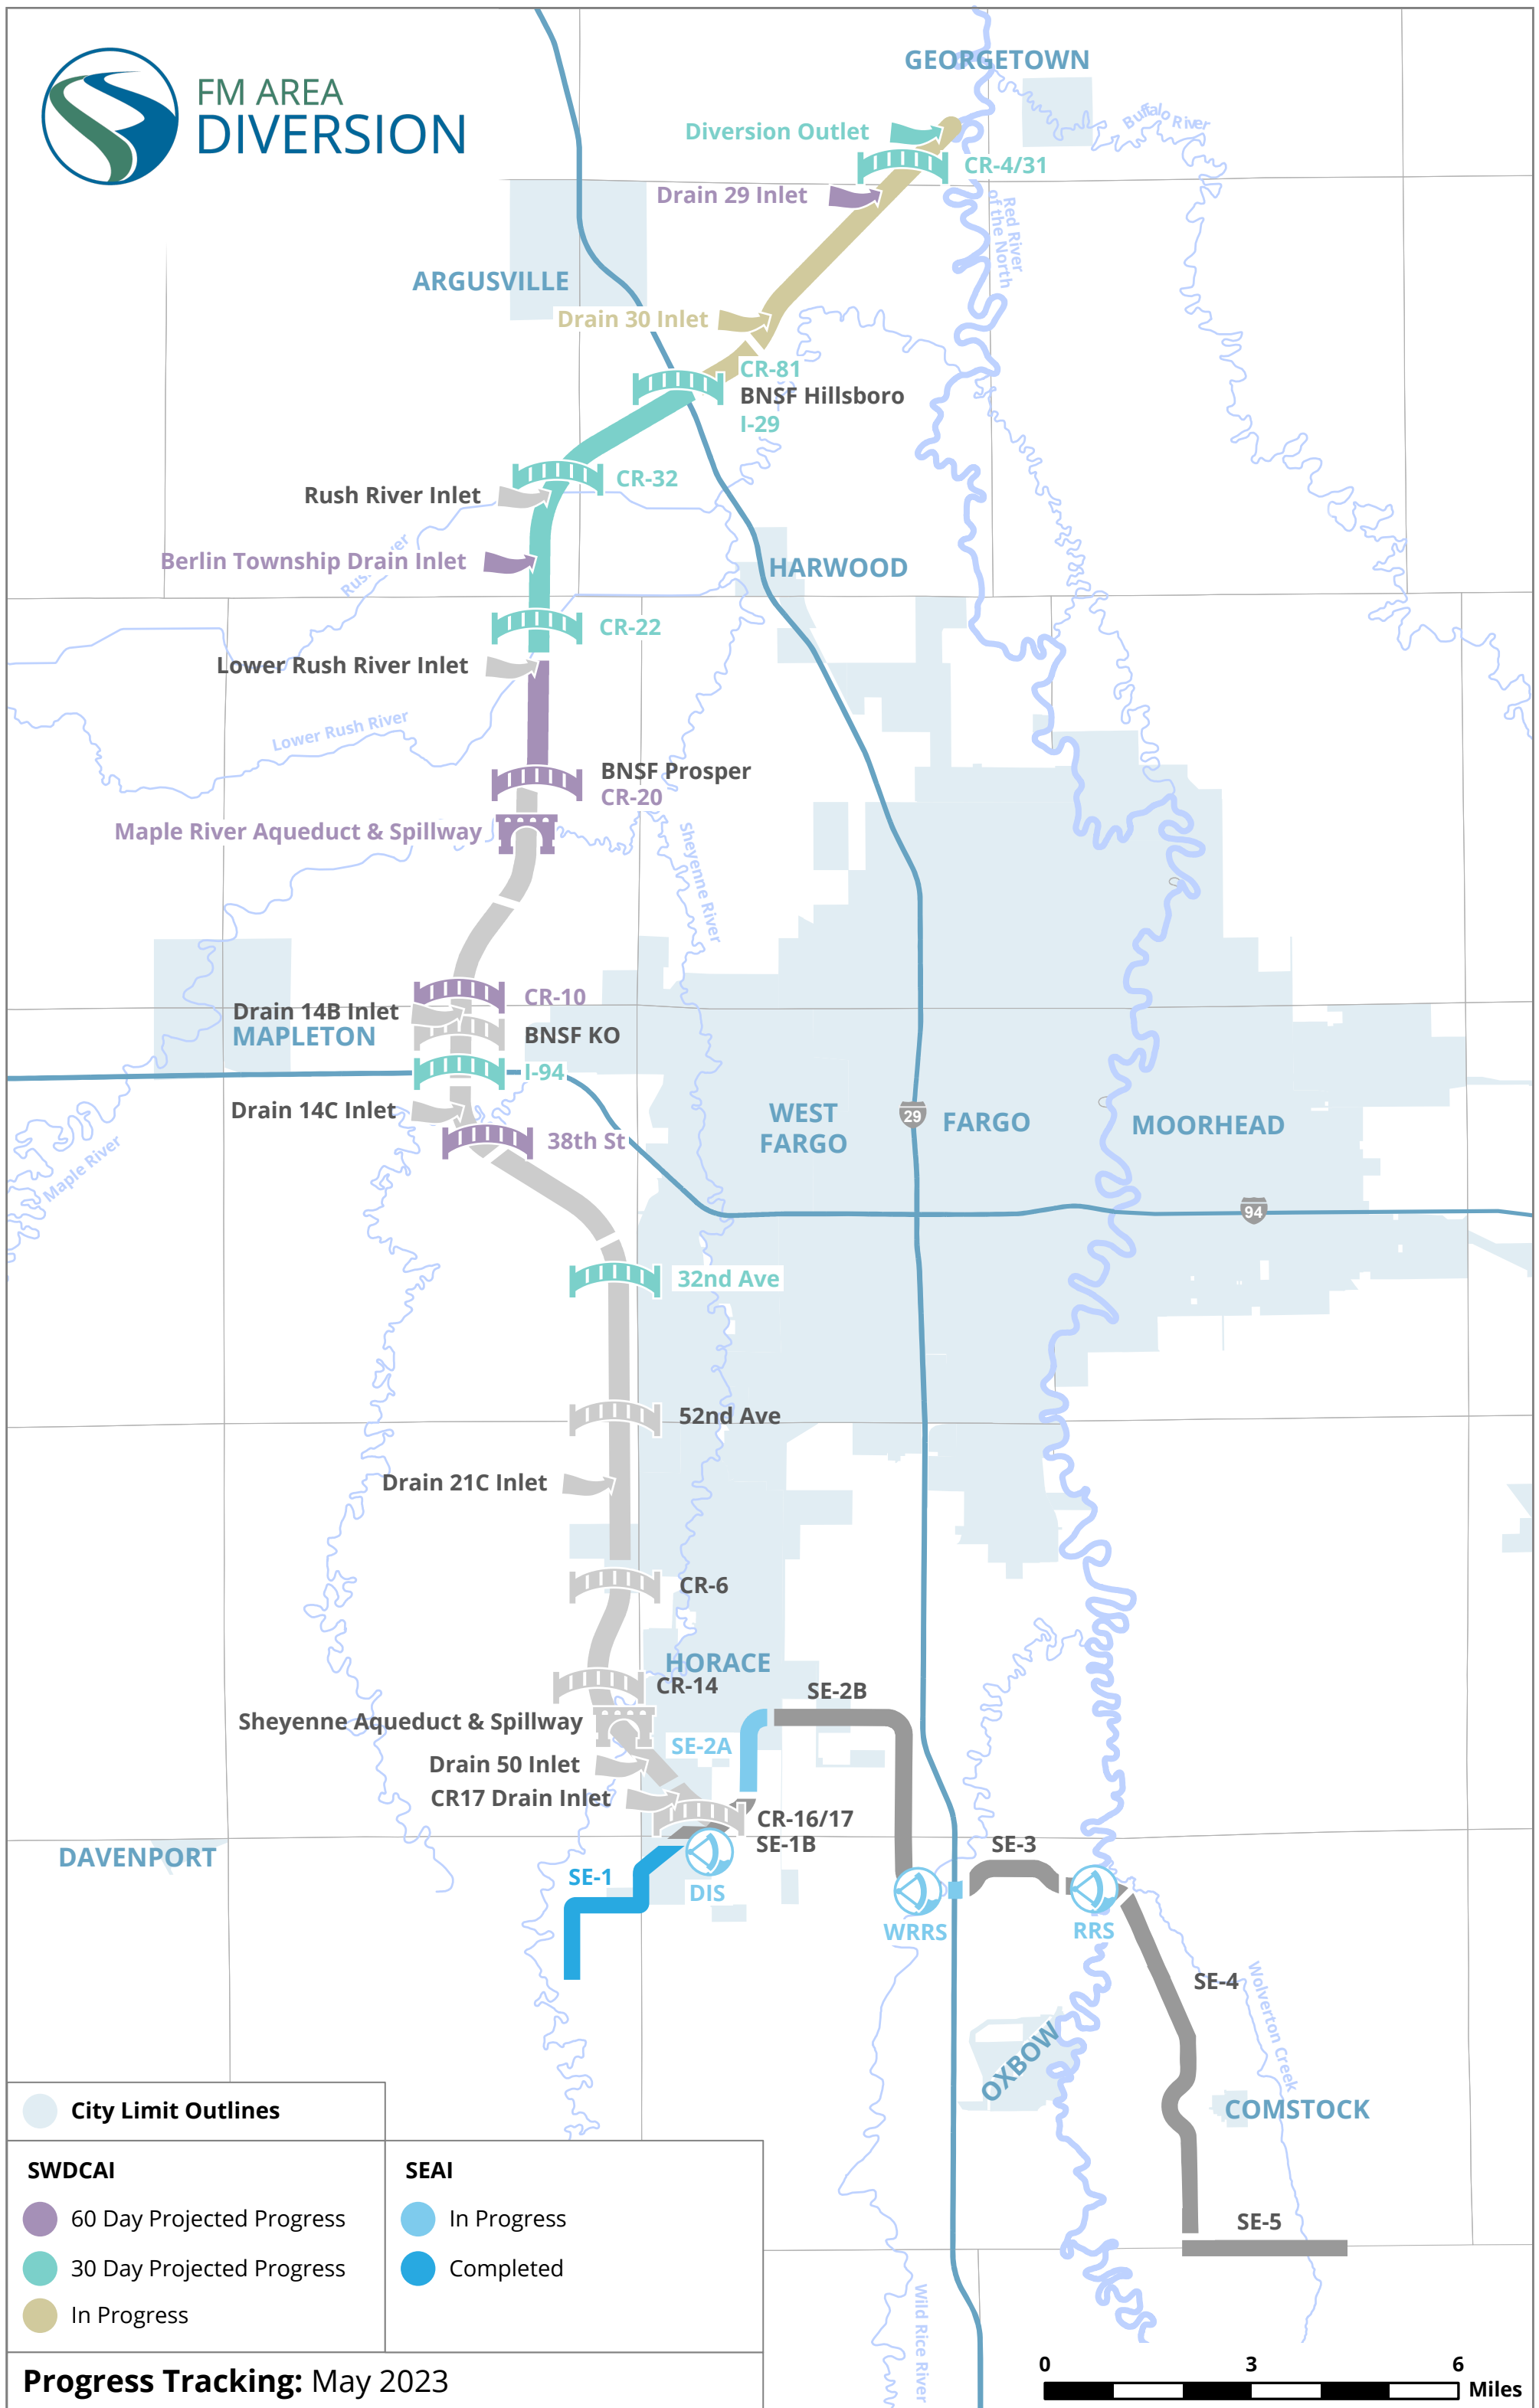 FM AREA
DIVERSION
GEORGETOWN
Buffalo River
Diversion Outlet
CR-4/31
Drain 29 Inlet
Red River
of the North
ARGUSVILLE
Drain 30 Inlet
CR-81
BNSF Hillsboro
I-29
CR-32
Rush River Inlet
Berlin Township Drain Inlet
HARWOOD
CR-22
Lower Rush River Inlet
Lower Rush River
BNSF Prosper
CR-20
Maple River Aqueduct & Spillway
Sheyenne River
CR-10
Drain 14B Inlet
MAPLETON
BNSF KO
I-94
Drain 14C Inlet
38th St
Maple River
WEST
FARGO
29
FARGO
MOORHEAD
94
32nd Ave
52nd Ave
Drain 21C Inlet
CR-6
HORACE
CR-14
SE-2B
Sheyenne Aqueduct & Spillway
SE-2A
Drain 50 Inlet
CR17 Drain Inlet
CR-16/17
SE-1B
SE-3
DAVENPORT
SE-1
DIS
WRRS
RRS
SE-4
Wolverton Creek
OXBOW
COMSTOCK
SE-5
Wild Rice River
City Limit Outlines
SWDCAI
60 Day Projected Progress
30 Day Projected Progress
In Progress
SEAI
In Progress
Completed
Progress Tracking: May 2023
0 3 6
Miles